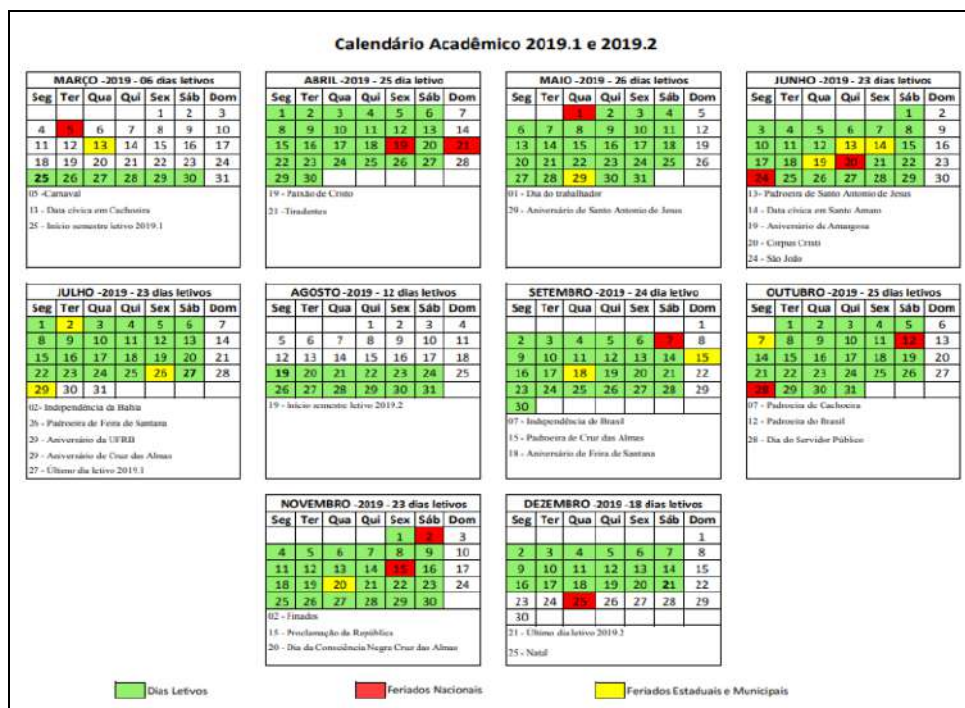 Calendário Acadêmico 2019.1 e 2019.2
MARÇO -2019 - 06 dias letivos
Seg Ter Qua Qui Sex Sáb Dom
1 2 3
4 5 6 7 8 9 10
11 12 13 14 15 16 17
18 19 20 21 22 23 24
25 26 27 28 29 30 31
05 -Carnaval
13 - Data cívica em Cachoeira
25 - Início semestre letivo 2019.1
ABRIL -2019 - 25 dia letivo
Seg Ter Qua Qui Sex Sáb Dom
1 2 3 4 5 6 7
8 9 10 11 12 13 14
15 16 17 18 19 20 21
22 23 24 25 26 27 28
29 30
19 - Paixão de Cristo
21 -Tiradentes
MAIO -2019 - 26 dias letivos
Seg Ter Qua Qui Sex Sáb Dom
1 2 3 4 5
6 7 8 9 10 11 12
13 14 15 16 17 18 19
20 21 22 23 24 25 26
27 28 29 30 31
01 - Dia do trabalhador
29 - Aniversário de Santo Antonio de Jesus
JUNHO -2019 - 23 dias letivos
Seg Ter Qua Qui Sex Sáb Dom
1 2
3 4 5 6 7 8 9
10 11 12 13 14 15 16
17 18 19 20 21 22 23
24 25 26 27 28 29 30
13- Padroeira de Santo Antonio de Jesus
14 - Data cívica em Santo Amaro
19 - Aniversário de Amargosa
20 - Corpus Cristi
24 - São João
JULHO -2019 - 23 dias letivos
Seg Ter Qua Qui Sex Sáb Dom
1 2 3 4 5 6 7
8 9 10 11 12 13 14
15 16 17 18 19 20 21
22 23 24 25 26 27 28
29 30 31
02- Independência da Bahia
26 - Padroeira de Feira de Santana
29 - Aniversário da UFRB
29 - Aniversário de Cruz das Almas
27 - Último dia letivo 2019.1
AGOSTO -2019 - 12 dias letivos
Seg Ter Qua Qui Sex Sáb Dom
1 2 3 4
5 6 7 8 9 10 11
12 13 14 15 16 17 18
19 20 21 22 23 24 25
26 27 28 29 30 31
19 - Início semestre letivo 2019.2
SETEMBRO -2019 - 24 dia letivo
Seg Ter Qua Qui Sex Sáb Dom
1
2 3 4 5 6 7 8
9 10 11 12 13 14 15
16 17 18 19 20 21 22
23 24 25 26 27 28 29
30
07 - Independência do Brasil
15 - Padroeira de Cruz das Almas
18 - Aniversário de Feira de Santana
OUTUBRO -2019 - 25 dias letivos
Seg Ter Qua Qui Sex Sáb Dom
1 2 3 4 5 6
7 8 9 10 11 12 13
14 15 16 17 18 19 20
21 22 23 24 25 26 27
28 29 30 31
07 - Padroeira de Cachoeira
12 - Padroeira do Brasil
28 - Dia do Servidor Público
NOVEMBRO -2019 - 23 dias letivos
Seg Ter Qua Qui Sex Sáb Dom
1 2 3
4 5 6 7 8 9 10
11 12 13 14 15 16 17
18 19 20 21 22 23 24
25 26 27 28 29 30
02 - Finados
15 - Proclamação da República
20 - Dia da Consciência Negra Cruz das Almas
DEZEMBRO -2019 -18 dias letivos
Seg Ter Qua Qui Sex Sáb Dom
1
2 3 4 5 6 7 8
9 10 11 12 13 14 15
16 17 18 19 20 21 22
23 24 25 26 27 28 29
30
21 - Último dia letivo 2019.2
25 - Natal
Dias Letivos
Feriados Nacionais
Feriados Estaduais e Municipais